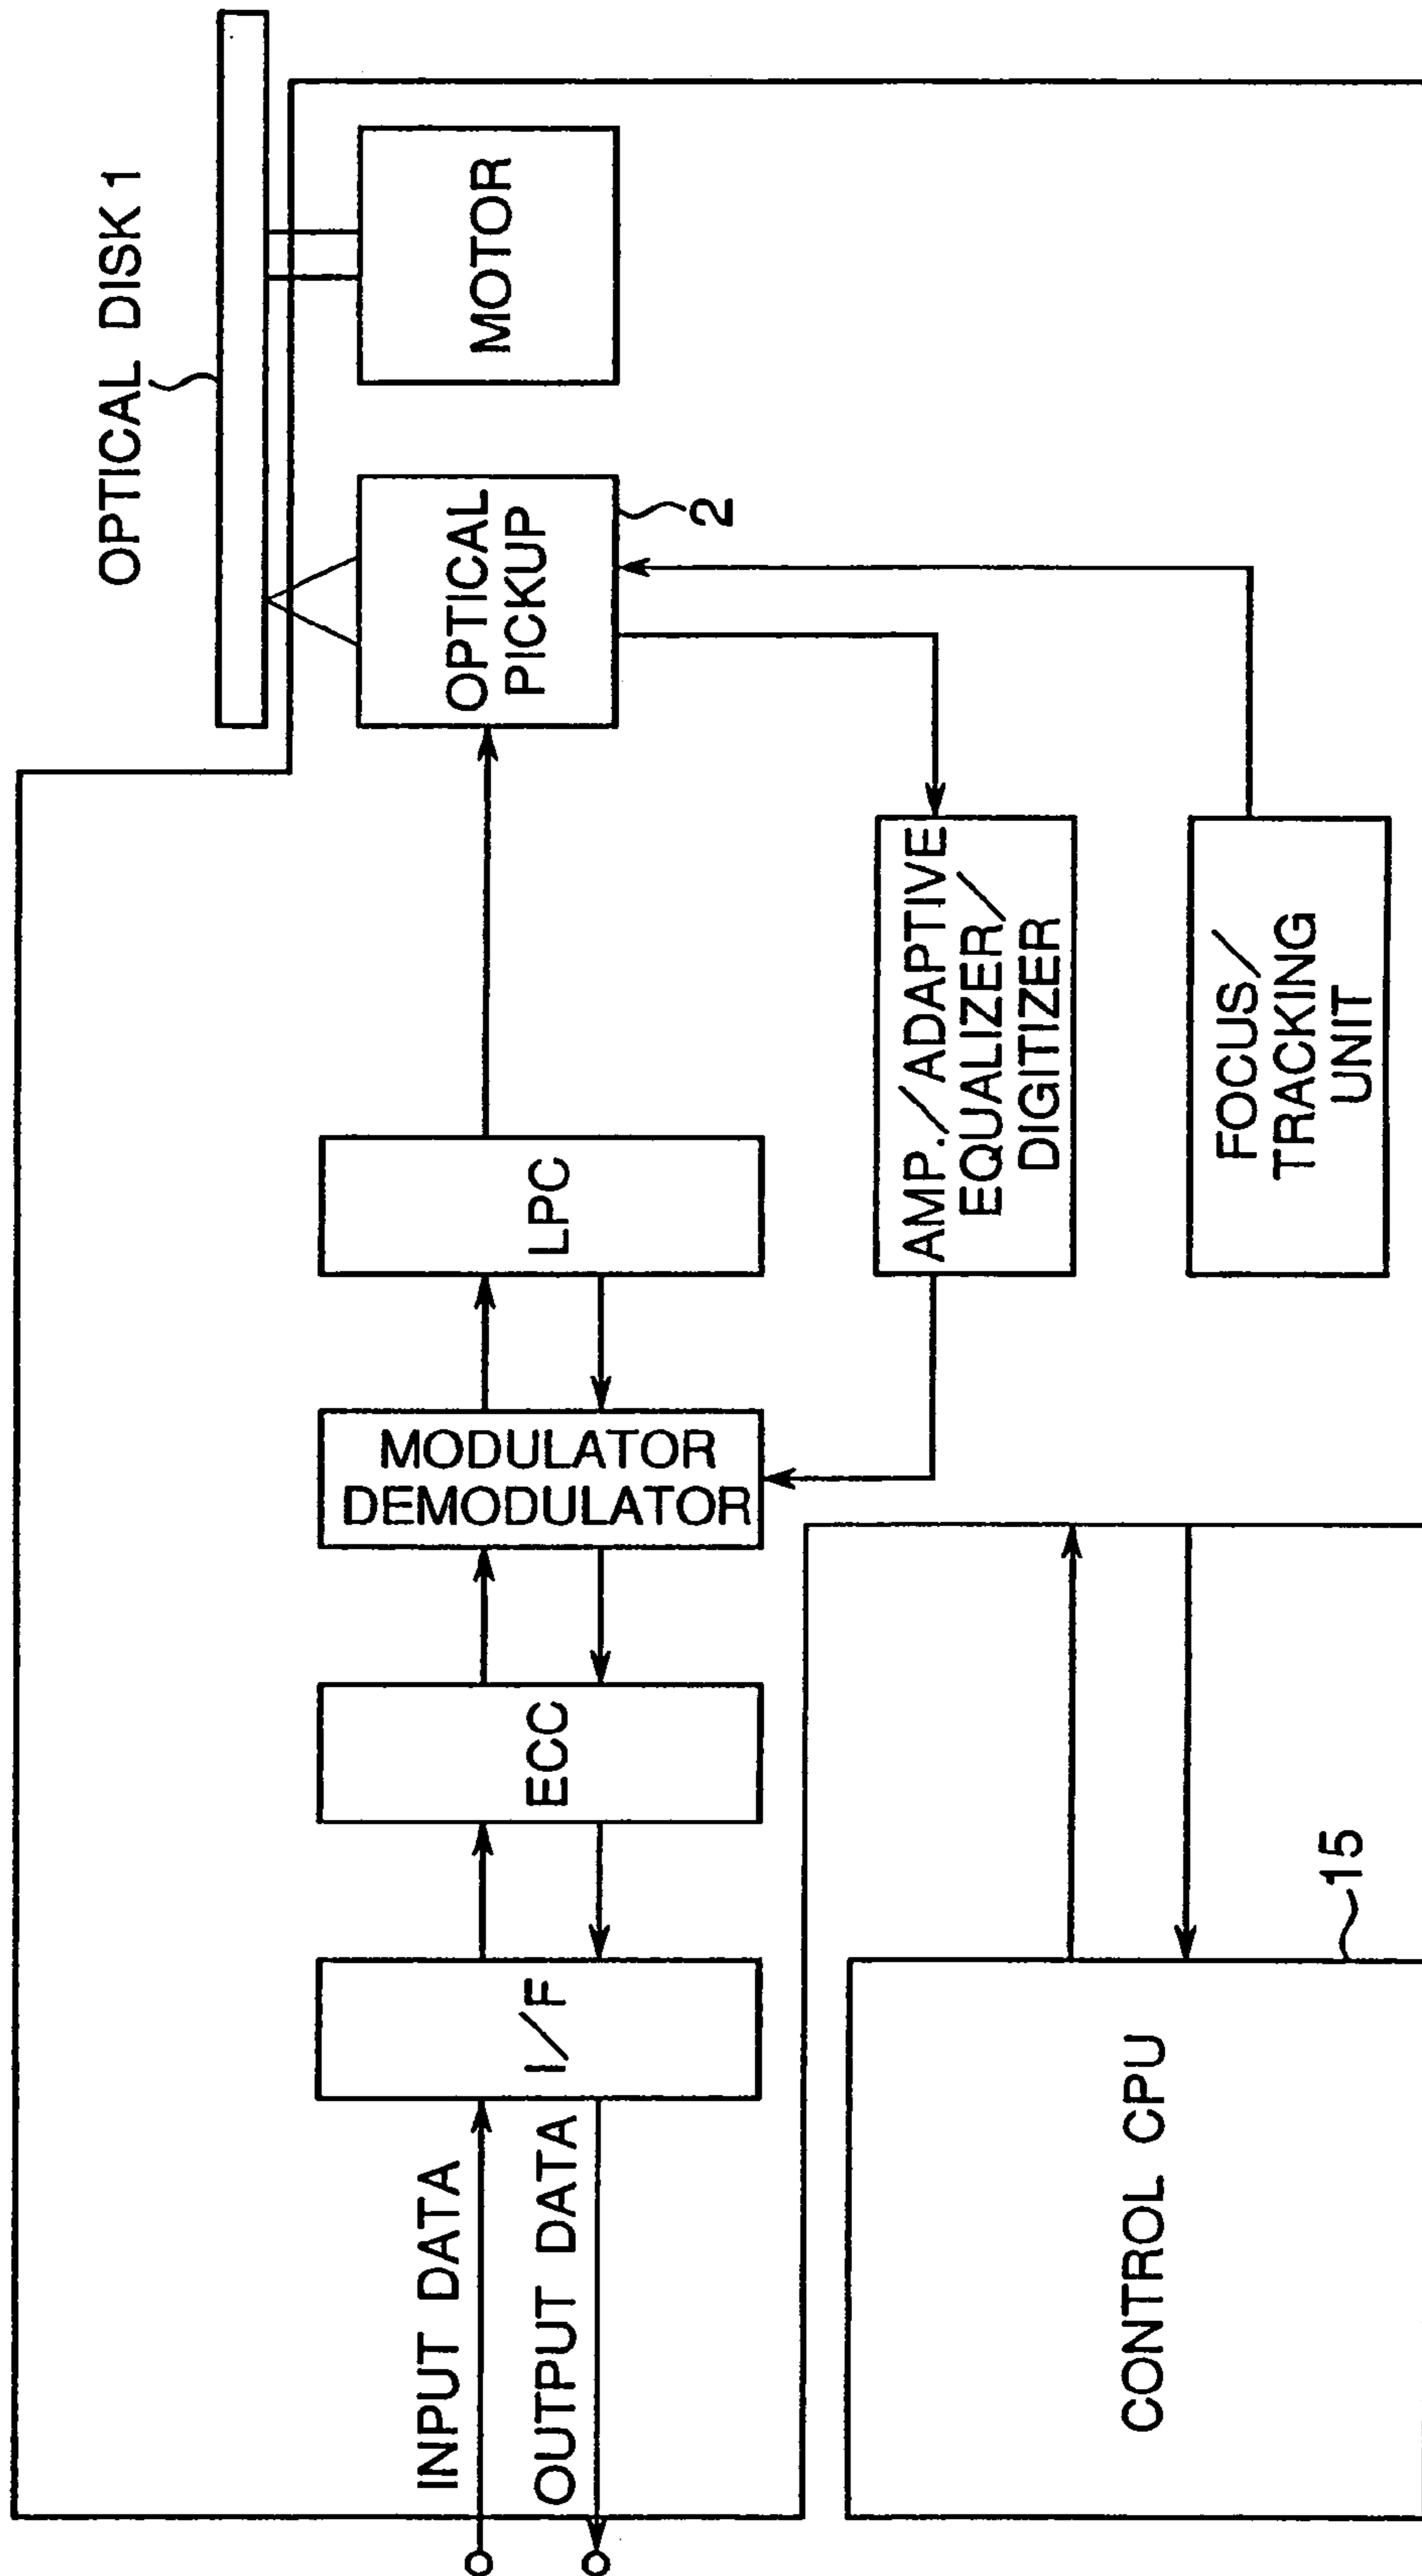 OPTICAL DISK 1
INPUT DATA
OUTPUT DATA
I/F
ECC
MODULATOR
DEMODULATOR
LPC
OPTICAL
PICKUP
2
MOTOR
AMP./ADAPTIVE
EQUALIZER/
DIGITIZER
FOCUS/
TRACKING
UNIT
CONTROL CPU
15